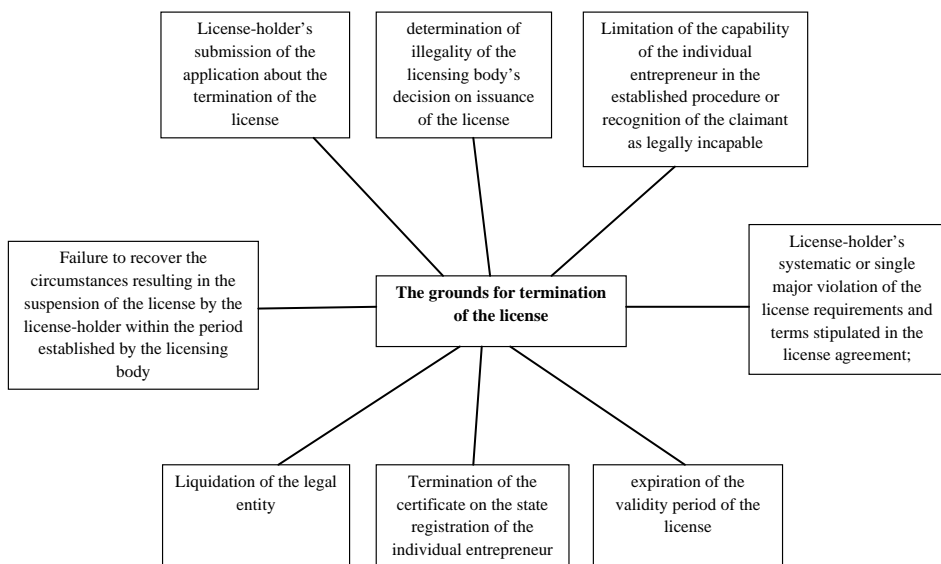 License-holder’s
submission of the
application about the
termination of the
license
determination of
illegality of the
licensing body’s
decision on issuance
of the license
Limitation of the capability
of the individual
entrepreneur in the
established procedure or
recognition of the claimant
as legally incapable
Failure to recover the
circumstances resulting in the
suspension of the license by the
license-holder within the period
established by the licensing
body
The grounds for termination
of the license
License-holder’s
systematic or single
major violation of the
license requirements and
terms stipulated in the
license agreement;
Liquidation of the legal
entity
Termination of the
certificate on the state
registration of the
individual entrepreneur
expiration of the
validity period of the
license